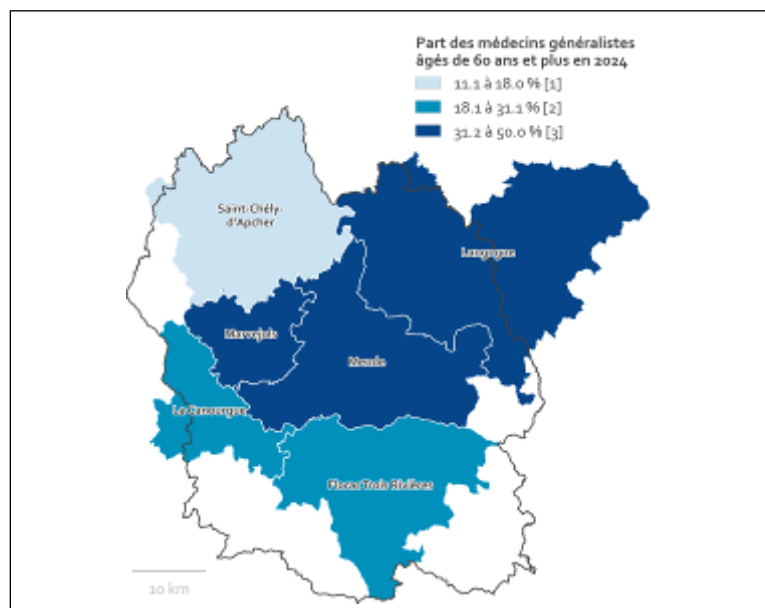 Part des médecins généralistes
âgés de 60 ans et plus en 2024
11.1 à 18.0 % [1]
18.1 à 31.1 % [2]
31.2 à 50.0 % [3]
Saint-Chély-
d'Apcher
Langogne
Marvejols
Mende
La Canourgue
Florac Trois Rivières
10 km